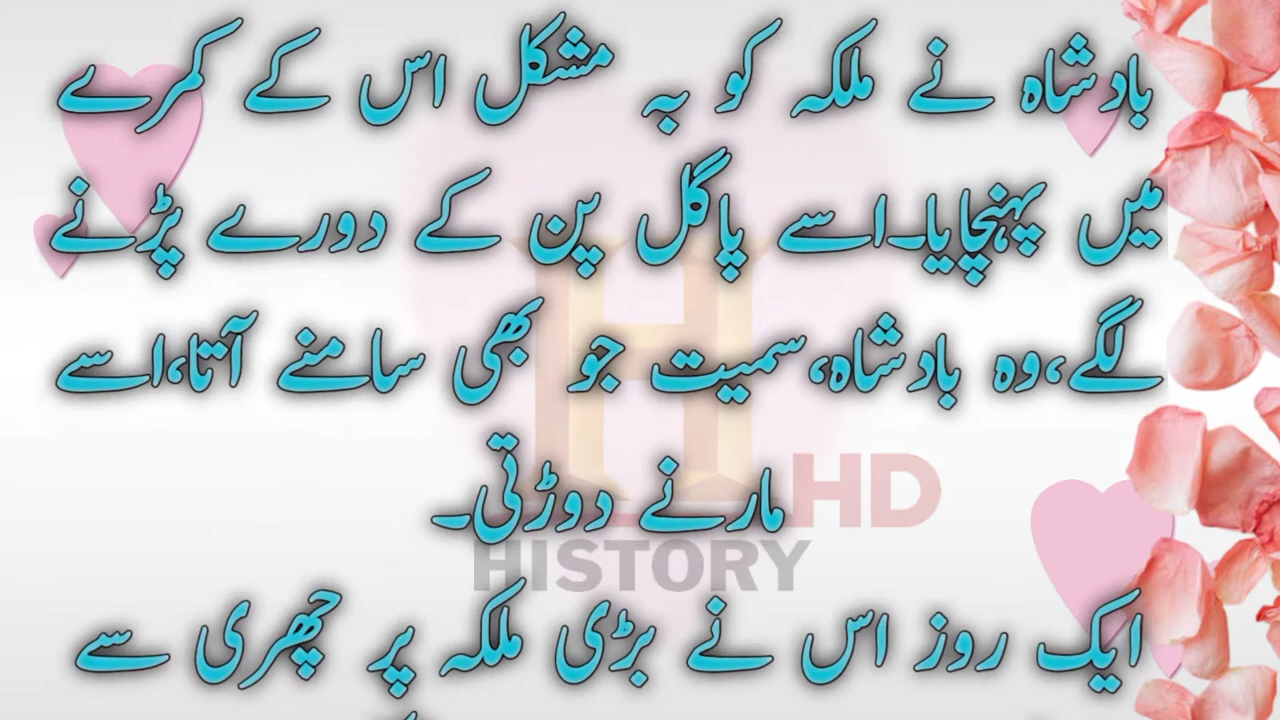 بادشاہ نے ملکہ کو بہ مشکل اس کے کمرے
میں پہنچایا۔اسے پاگل پن کے دورے پڑنے
لگے،وہ بادشاہ،سمیت جو بھی سامنے آتا،اسے
مارنے دوڑتی۔
HD
HISTORY
ایک روز اس نے بڑی ملکہ پر چھری سے